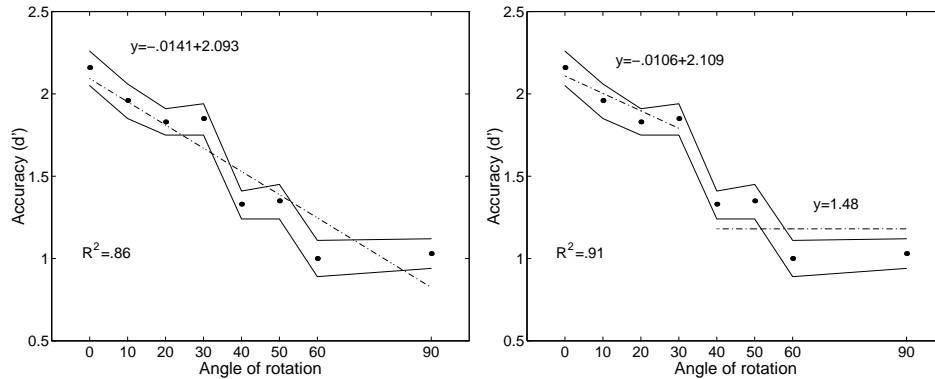 2.5
y=-.0141+2.093
2
1.5
Accuracy (d')
R²=.86
1
0.5
0 10 20 30 40 50 60 90
Angle of rotation
2.5
y=-.0106+2.109
2
1.5
Accuracy (d')
y=1.48
R²=.91
1
0.5
0 10 20 30 40 50 60 90
Angle of rotation